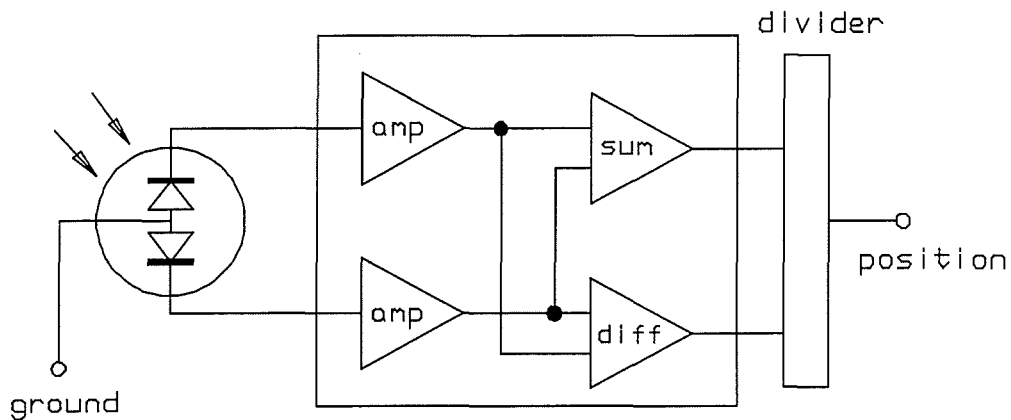 divider
amp
sum
position
amp
diff
ground